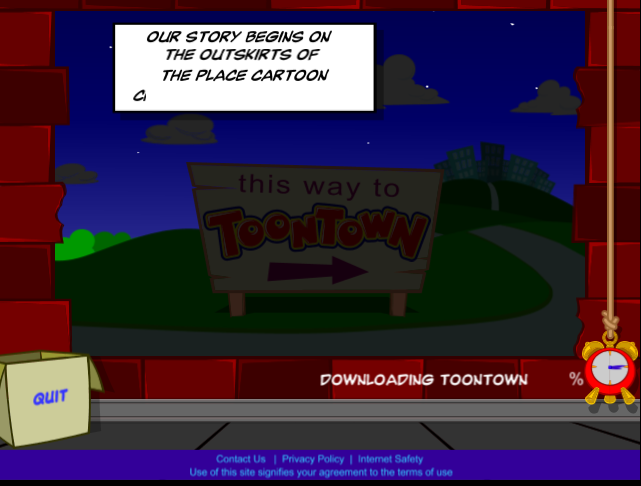 OUR STORY BEGINS ON
THE OUTSKIRTS OF
THE PLACE CARTOON
this way to
TOONTOWN
DOWNLOADING TOONTOWN %
QUIT
Contact Us | Privacy Policy | Internet Safety
Use of this site signifies your agreement to the terms of use